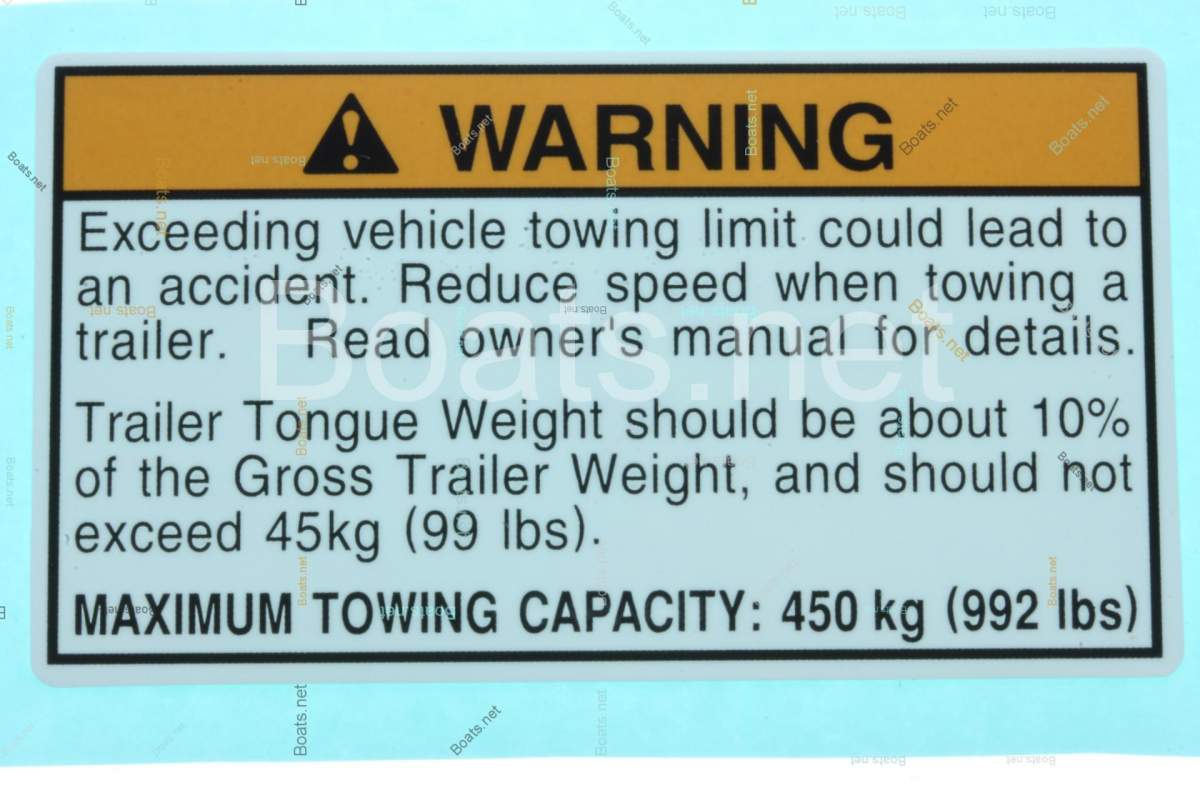 WARNING
Exceeding vehicle towing limit could lead to
an accident. Reduce speed when towing a
trailer. Read owner's manual for details.
Trailer Tongue Weight should be about 10%
of the Gross Trailer Weight, and should not
exceed 45kg (99 lbs).
MAXIMUM TOWING CAPACITY: 450 kg (992 lbs)
Boats.net